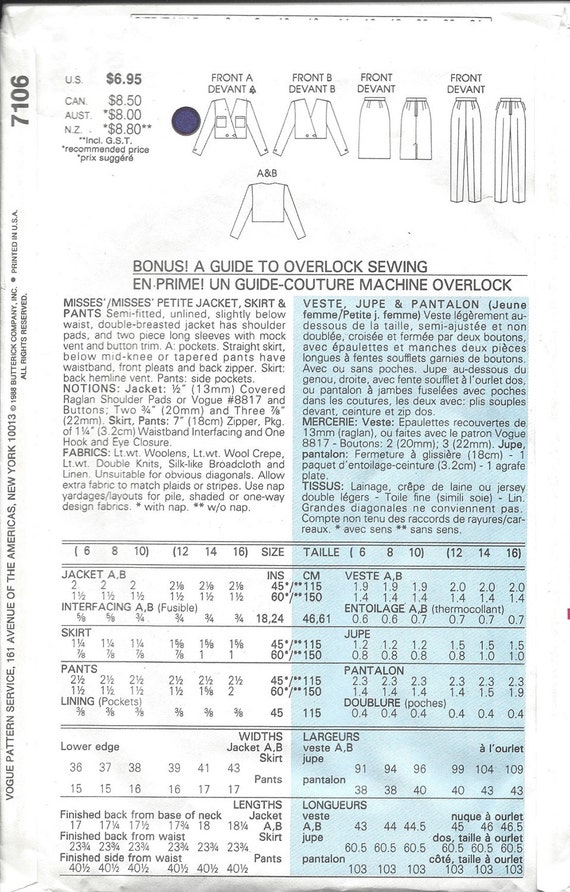 7106
U.S. $6.95
CAN. $8.50
AUST. *$8.00
N.Z. *$8.80**
**Incl. G.S.T.
*recommended price
*prix suggéré
FRONT A
DEVANT A
FRONT B
DEVANT B
FRONT
DEVANT
FRONT
DEVANT
A&B
VOGUE PATTERN SERVICE, 161 AVENUE OF THE AMERICAS, NEW YORK 10013 © 1988 BUTTERICK COMPANY, INC. ● PRINTED IN U.S.A.
ALL RIGHTS RESERVED.
BONUS! A GUIDE TO OVERLOCK SEWING
EN PRIME! UN GUIDE-COUTURE MACHINE OVERLOCK
MISSES'/MISSES' PETITE JACKET, SKIRT &
PANTS Semi-fitted, unlined, slightly below
waist, double-breasted jacket has shoulder
pads, and two piece long sleeves with mock
vent and button trim. A: pockets. Straight skirt,
below mid-knee or tapered pants have
waistband, front pleats and back zipper. Skirt:
back hemline vent. Pants: side pockets.
NOTIONS: Jacket: ½" (13mm) Covered
Raglan Shoulder Pads or Vogue #8817 and
Buttons; Two ¾" (20mm) and Three ⅞"
(22mm). Skirt, Pants: 7" (18cm) Zipper, Pkg.
of 1¼" (3.2cm) Waistband Interfacing and One
Hook and Eye Closure.
FABRICS: Lt.wt. Woolens, Lt.wt. Wool Crepe,
Lt.wt. Double Knits, Silk-like Broadcloth and
Linen. Unsuitable for obvious diagonals. Allow
extra fabric to match plaids or stripes. Use nap
yardages/layouts for pile, shaded or one-way
design fabrics. * with nap. ** w/o nap.
VESTE, JUPE & PANTALON (Jeune
femme/Petite j. femme) Veste légèrement au-
dessous de la taille, semi-ajustée et non
doublée, croisée et fermée par deux boutons,
avec épaulettes et manches deux pièces
longues à fentes soufflets garnies de boutons.
Avec ou sans poches. Jupe au-dessous du
genou, droite, avec fente soufflet à l'ourlet dos,
ou pantalon à jambes fuselées avec poches
dans les coutures, les deux avec: plis souples
devant, ceinture et zip dos.
MERCERIE: Veste: Epaulettes recouvertes de
13mm (raglan), ou faites avec le patron Vogue
8817 - Boutons: 2 (20mm); 3 (22mm). Jupe,
pantalon: Fermeture à glissière (18cm) - 1
paquet d'entoilage-ceinture (3.2cm) - 1 agrafe
plate.
TISSUS: Lainage, crêpe de laine ou jersey
double légers - Toile fine (simili soie) - Lin.
Grandes diagonales ne conviennent pas.
Compte non tenu des raccords de rayures/car-
reaux. * avec sens ** sans sens.
( 6 8 10) (12 14 16) SIZE TAILLE ( 6 8 10) (12 14 16)
JACKET A,B INS CM VESTE A,B
2 2 2 2⅛ 2⅛ 2⅛ 45*/**115 1.9 1.9 1.9 2.0 2.0 2.0
1½ 1½ 1½ 1½ 1½ 1½ 60*/**150 1.4 1.4 1.4 1.4 1.4 1.4
INTERFACING A,B (Fusible) ENTOILAGE A,B (thermocollant)
⅝ ⅝ ¾ ¾ ¾ ¾ 18,24 46,61 0.6 0.6 0.7 0.7 0.7 0.7
SKIRT JUPE
1¼ 1¼ 1¼ 1⅝ 1⅝ 1⅝ 45*/**115 1.2 1.2 1.2 1.5 1.5 1.5
⅞ ⅞ ⅞ ⅞ 1 1 60*/**150 0.8 0.8 0.8 0.8 1.0 1.0
PANTS PANTALON
2½ 2½ 2½ 2½ 2½ 2½ 45*/**115 2.3 2.3 2.3 2.3 2.3 2.3
1½ 1½ 1½ 1½ 1⅝ 2 60*/**150 1.4 1.4 1.4 1.4 1.5 1.9
LINING (Pockets) DOUBLURE (poches)
⅜ ⅜ ⅜ ⅜ ⅜ ⅜ 45 115 0.4 0.4 0.4 0.4 0.4 0.4
WIDTHS LARGEURS
Lower edge Jacket A,B veste A,B à l'ourlet
Skirt jupe
36 37 38 39 41 43 91 94 96 99 104 109
Pants pantalon
15 15 16 16 17 17 38 38 40 40 43 43
LENGTHS LONGUEURS
Finished back from base of neck Jacket veste nuque à ourlet
17 17¼ 17½ 17¾ 18 18¼ A,B A,B 43 44 44.5 45 46 46.5
Finished back from waist Skirt jupe dos, taille à ourlet
23¾ 23¾ 23¾ 23¾ 23¾ 23¾ 60.5 60.5 60.5 60.5 60.5 60.5
Finished side from waist Pants pantalon côté, taille à ourlet
40½ 40½ 40½ 40½ 40½ 40½ 103 103 103 103 103 103